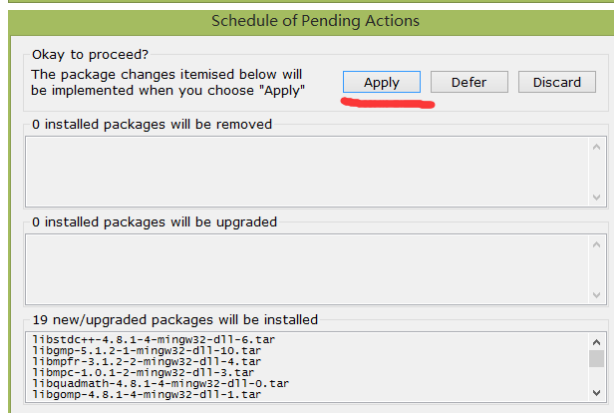 Schedule of Pending Actions
Okay to proceed?
The package changes itemised below will
be implemented when you choose "Apply"
Apply
Defer
Discard
0 installed packages will be removed
0 installed packages will be upgraded
19 new/upgraded packages will be installed
libstdc++-4.8.1-4-mingw32-dll-6.tar
libgmp-5.1.2-1-mingw32-dll-10.tar
libmpfr-3.1.2-2-mingw32-dll-4.tar
libmpc-1.0.1-2-mingw32-dll-3.tar
libquadmath-4.8.1-4-mingw32-dll-0.tar
libgomp-4.8.1-4-mingw32-dll-1.tar